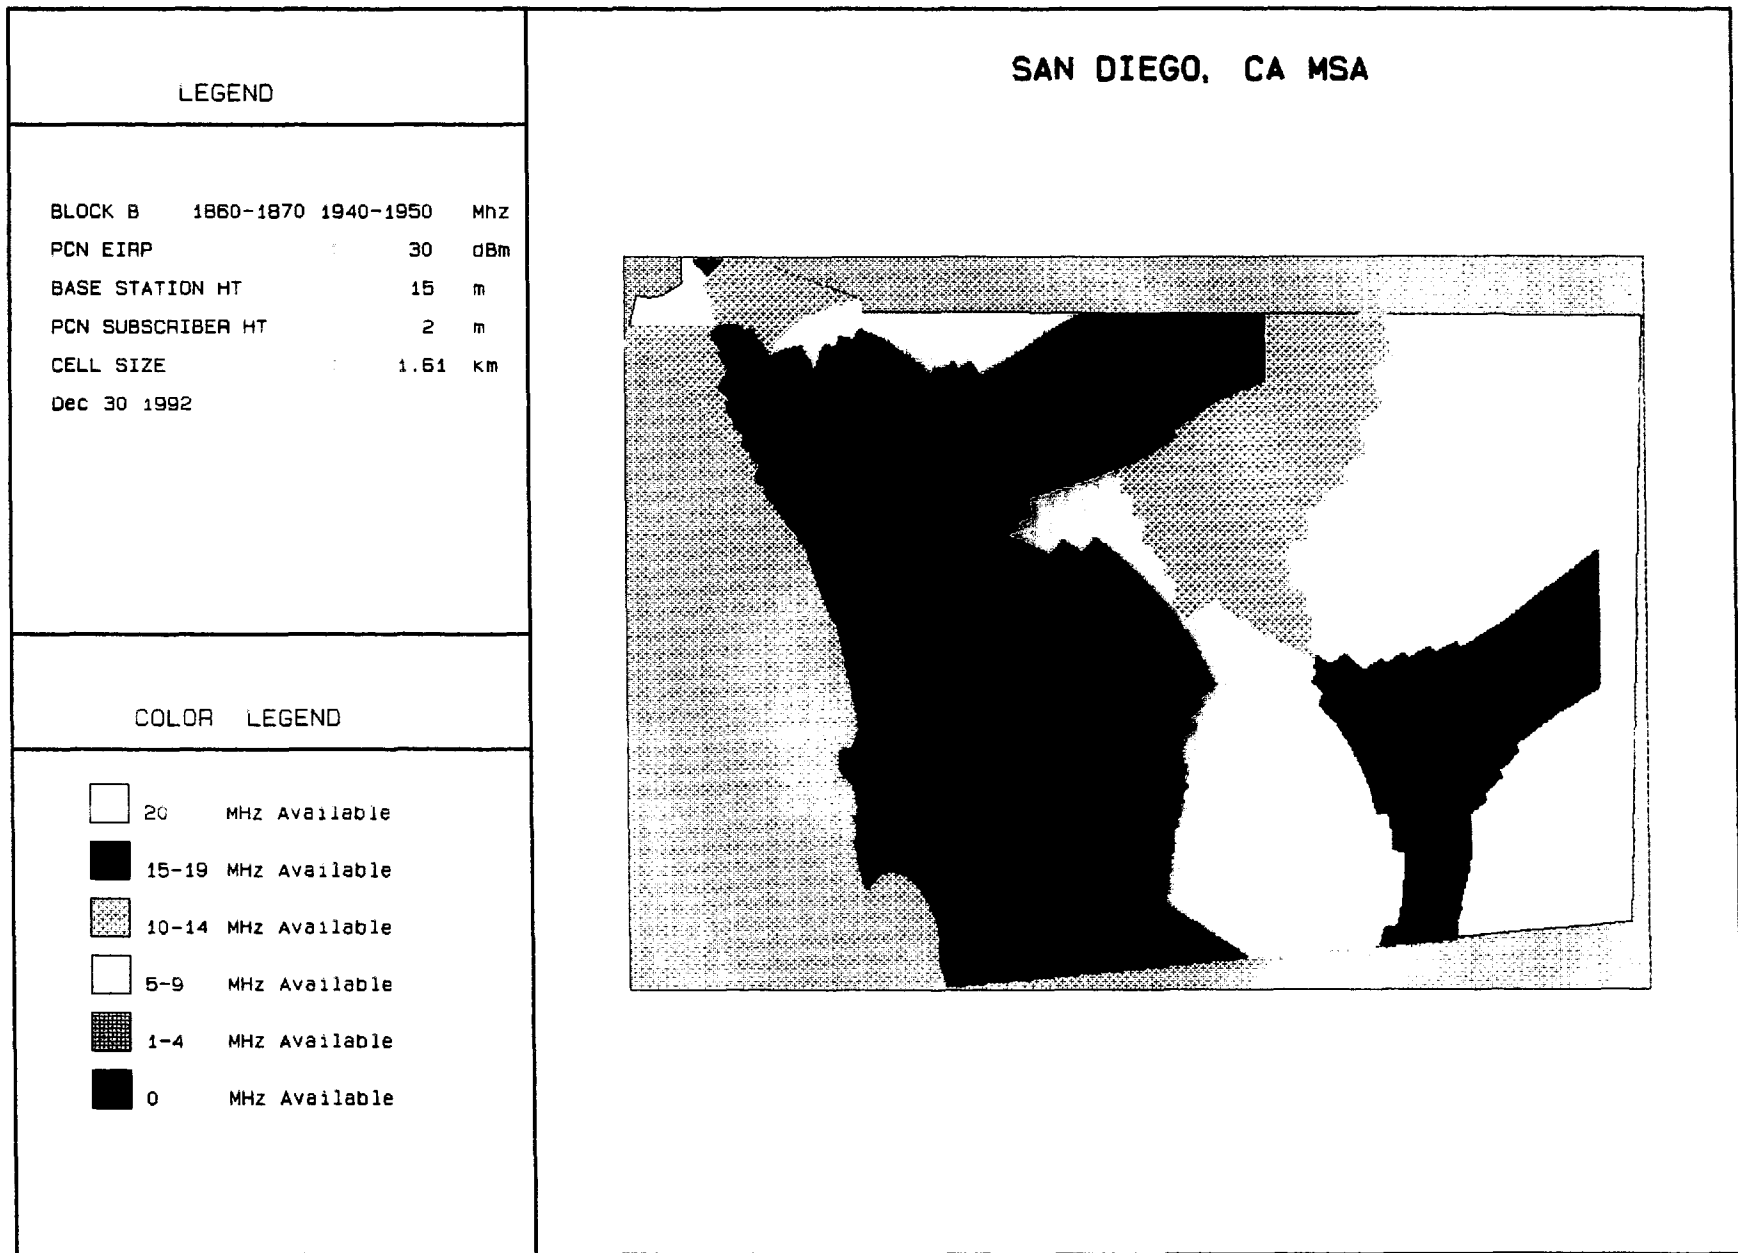 LEGEND
BLOCK B 1860-1870 1940-1950 Mhz
PCN EIRP : 30 dBm
BASE STATION HT 15 m
PCN SUBSCRIBER HT 2 m
CELL SIZE : 1.61 km
Dec 30 1992
COLOR LEGEND
20 MHz Available
15-19 MHz Available
10-14 MHz Available
5-9 MHz Available
1-4 MHz Available
0 MHz Available
SAN DIEGO, CA MSA